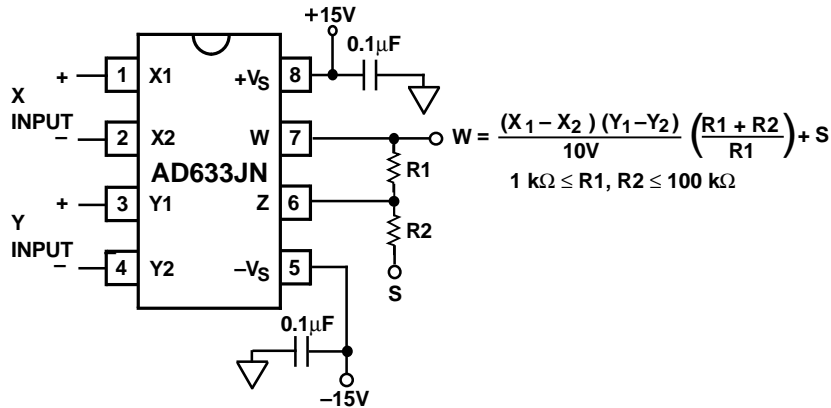 +15V
0.1μF
+ 1 X1 +VS 8
X
INPUT
– 2 X2 W 7
W = (X1 – X2) (Y1 –Y2) / 10V (R1 + R2 / R1) + S
R1
1 kΩ ≤ R1, R2 ≤ 100 kΩ
AD633JN
+ 3 Y1 Z 6
Y
INPUT
R2
– 4 Y2 –VS 5
S
0.1μF
–15V